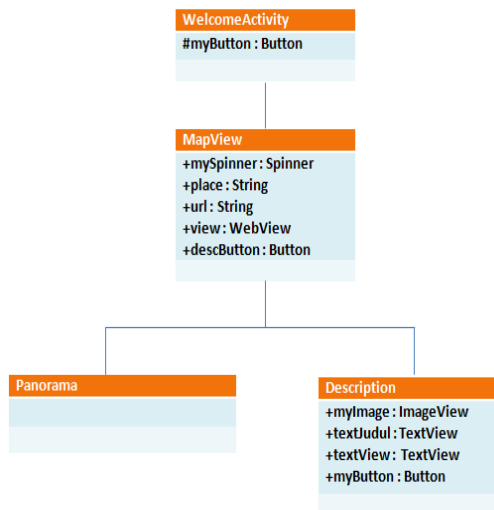 WelcomeActivity
#myButton : Button
MapView
+mySpinner : Spinner
+place : String
+url : String
+view : WebView
+descButton : Button
Panorama
Description
+myImage : ImageView
+textJudul : TextView
+textView : TextView
+myButton : Button